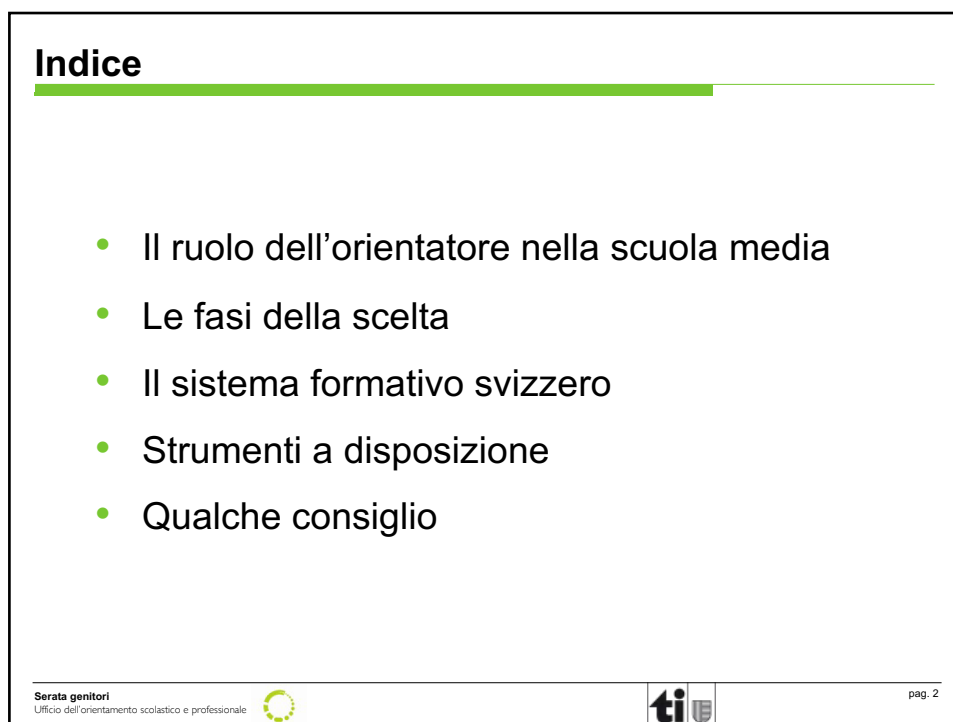 Indice
• Il ruolo dell’orientatore nella scuola media
• Le fasi della scelta
• Il sistema formativo svizzero
• Strumenti a disposizione
• Qualche consiglio
Serata genitori
Ufficio dell'orientamento scolastico e professionale
ti
pag. 2